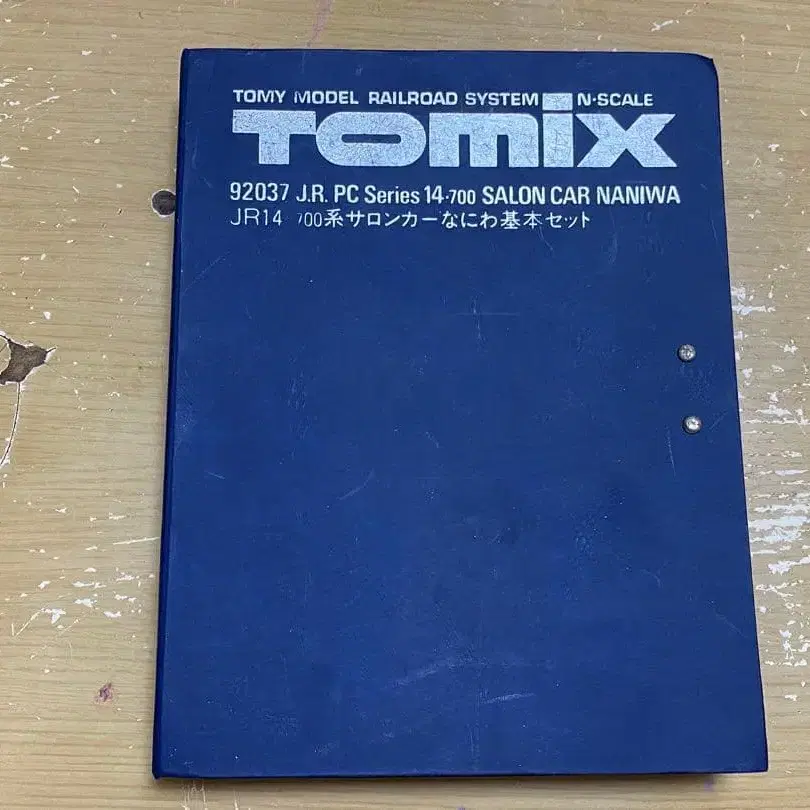 TOMY MODEL RAILROAD SYSTEM N·SCALE
TOMIX
92037 J.R. PC Series 14·700 SALON CAR NANIWA
JR14 700系サロンカーなにわ基本セット